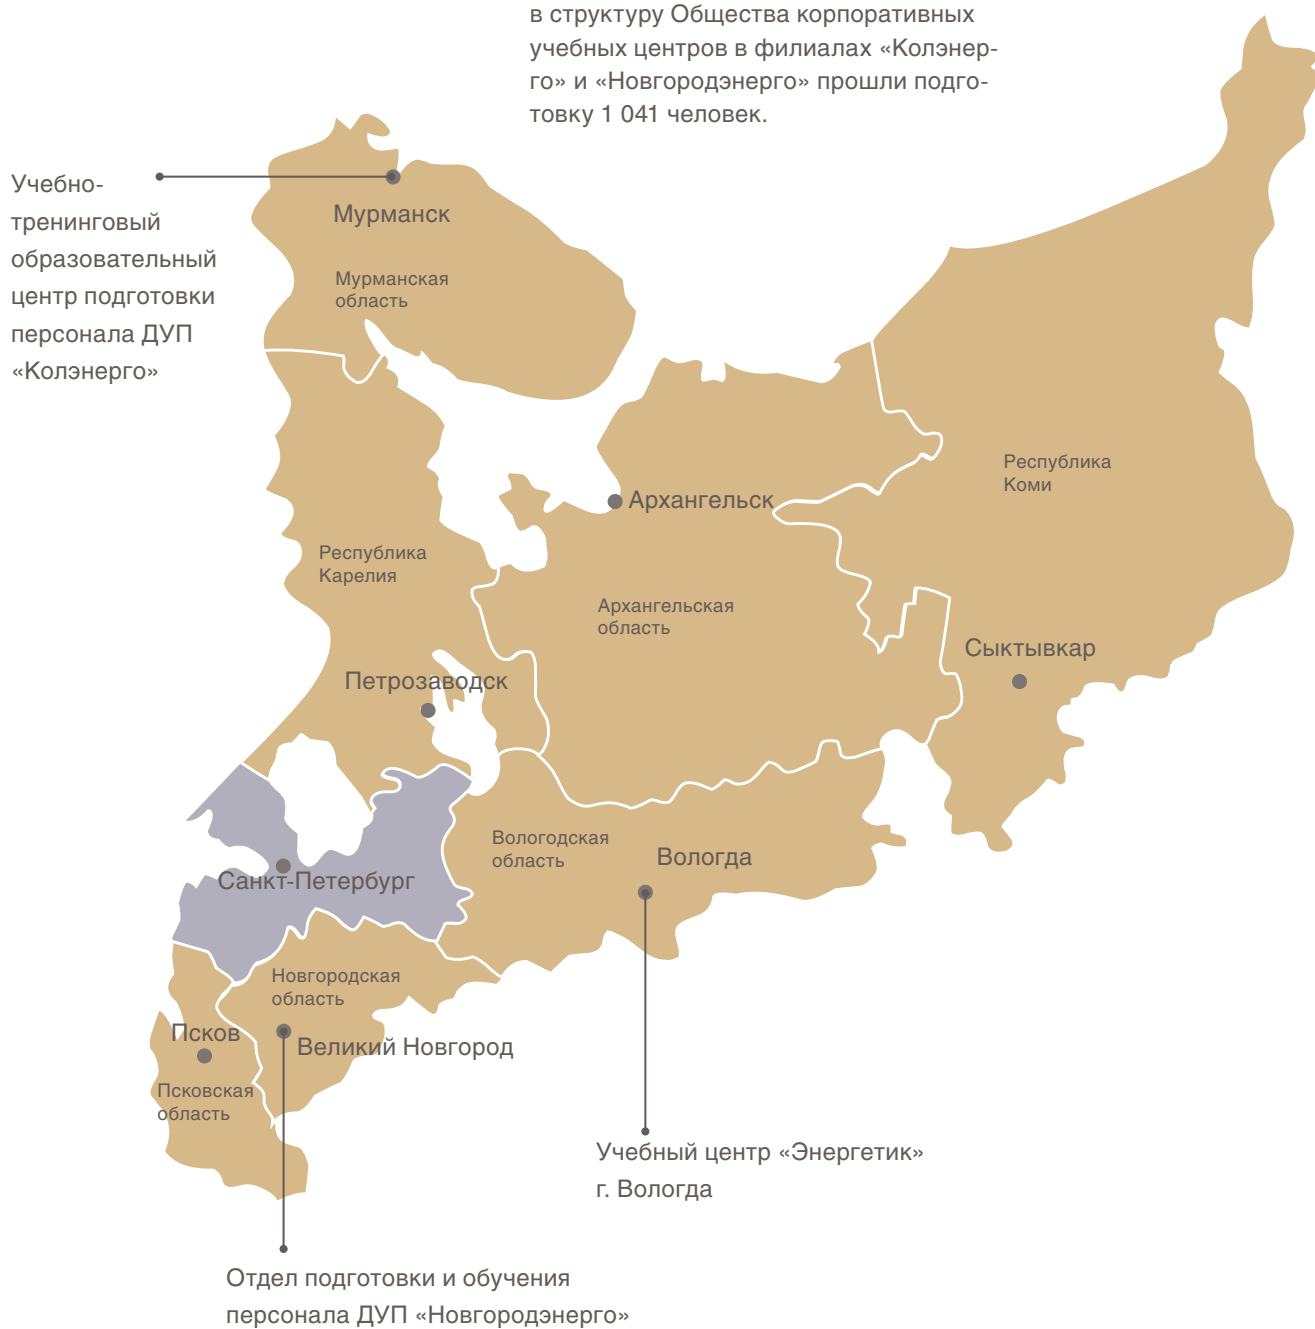 в структуру Общества корпоративных
учебных центров в филиалах «Колэнер-
го» и «Новгородэнерго» прошли подго-
товку 1 041 человек.
Учебно-
тренинговый
образовательный
центр подготовки
персонала ДУП
«Колэнерго»
Мурманск
Мурманская
область
Республика
Коми
Архангельск
Республика
Карелия
Архангельская
область
Сыктывкар
Петрозаводск
Вологодская
область
Вологда
Санкт-Петербург
Новгородская
область
Псков
Великий Новгород
Псковская
область
Учебный центр «Энергетик»
г. Вологда
Отдел подготовки и обучения
персонала ДУП «Новгородэнерго»